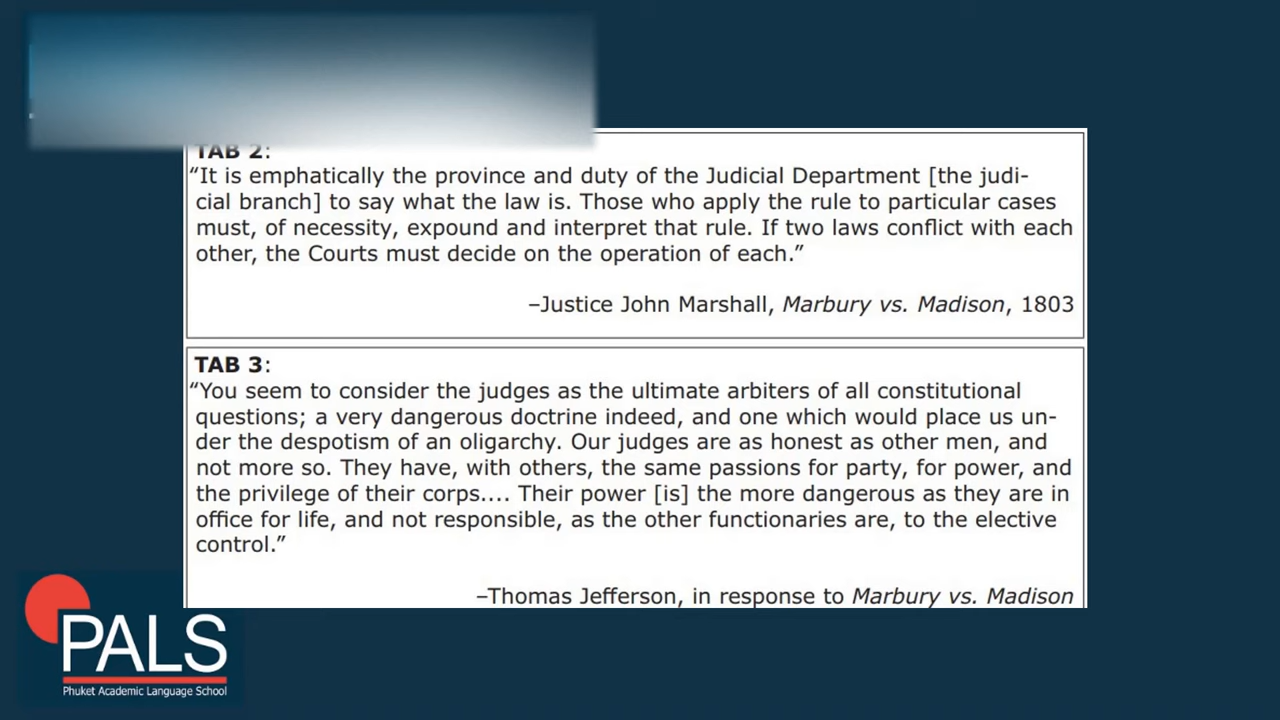 TAB 2:
“It is emphatically the province and duty of the Judicial Department [the judi-
cial branch] to say what the law is. Those who apply the rule to particular cases
must, of necessity, expound and interpret that rule. If two laws conflict with each
other, the Courts must decide on the operation of each.”
–Justice John Marshall, Marbury vs. Madison, 1803
TAB 3:
“You seem to consider the judges as the ultimate arbiters of all constitutional
questions; a very dangerous doctrine indeed, and one which would place us un-
der the despotism of an oligarchy. Our judges are as honest as other men, and
not more so. They have, with others, the same passions for party, for power, and
the privilege of their corps.... Their power [is] the more dangerous as they are in
office for life, and not responsible, as the other functionaries are, to the elective
control.”
–Thomas Jefferson, in response to Marbury vs. Madison
PALS
Phuket Academic Language School